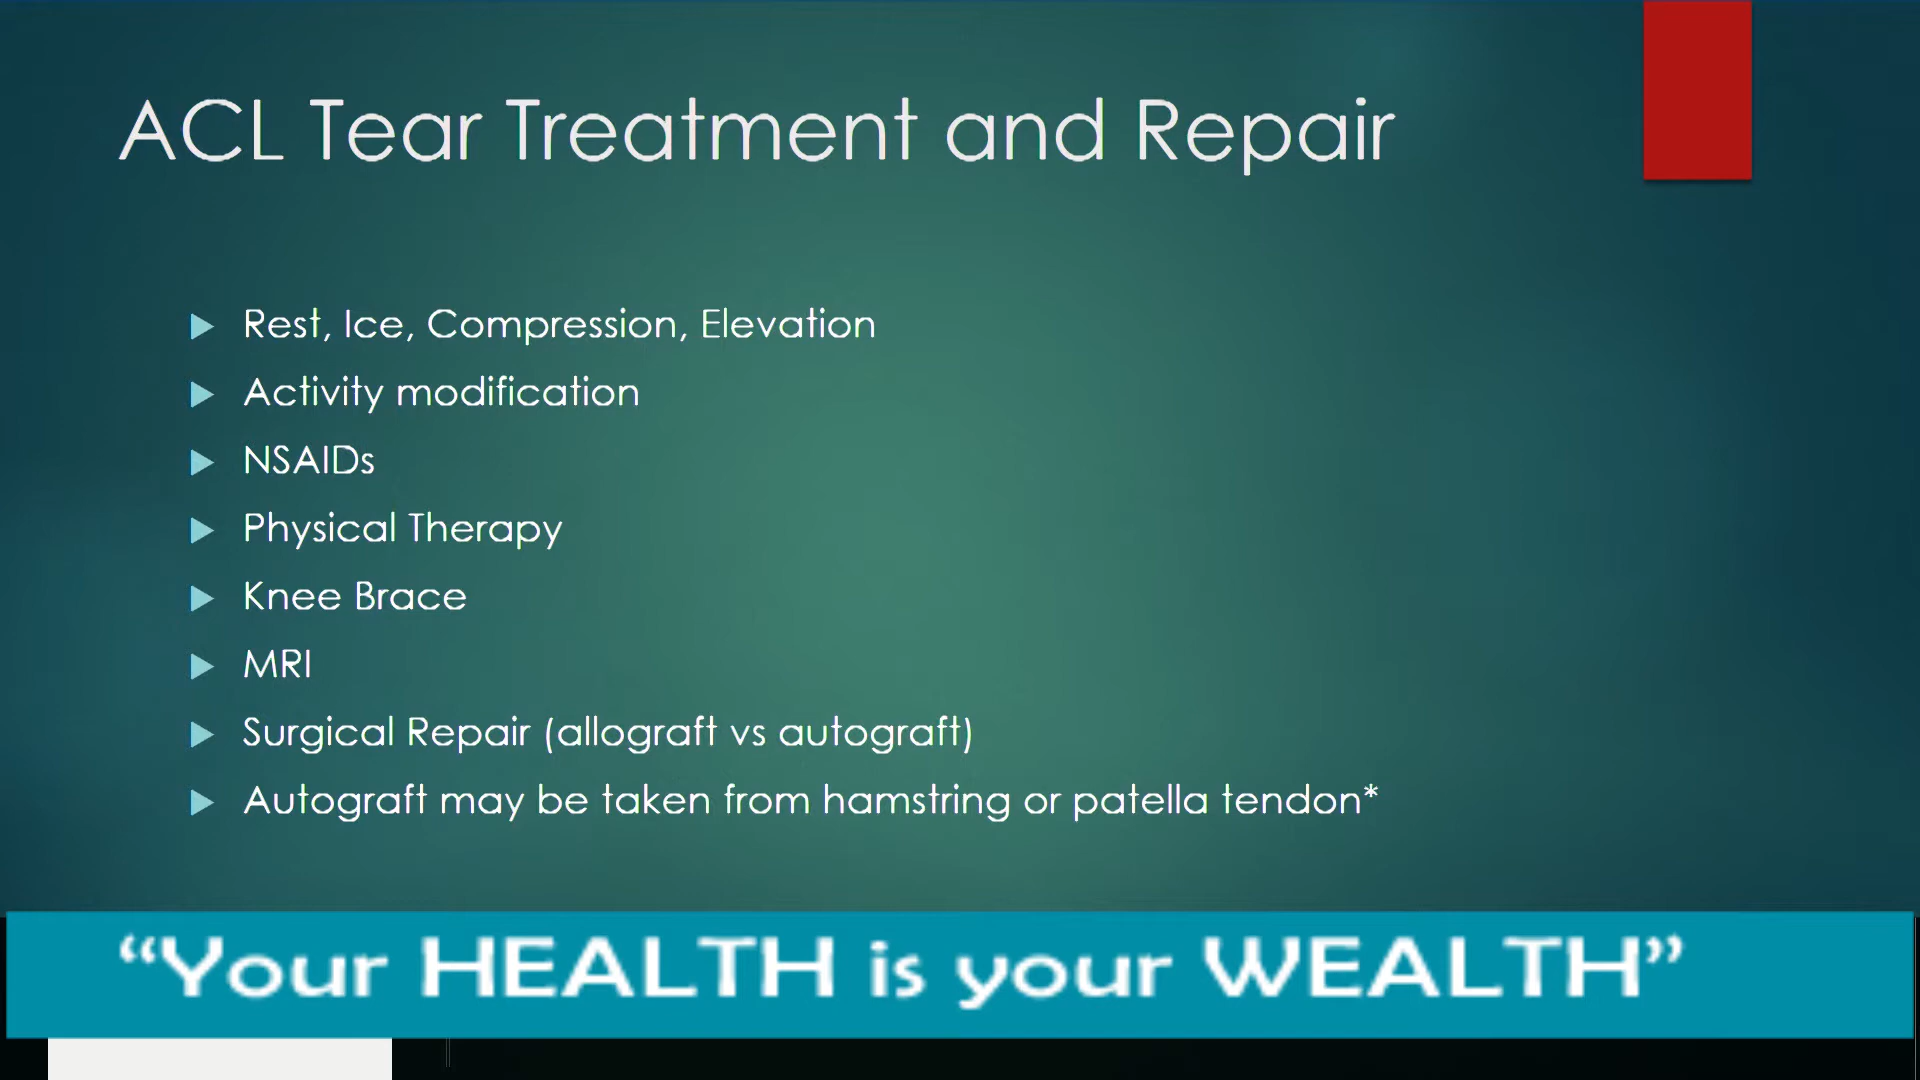 ACL Tear Treatment and Repair
Rest, Ice, Compression, Elevation
Activity modification
NSAIDs
Physical Therapy
Knee Brace
MRI
Surgical Repair (allograft vs autograft)
Autograft may be taken from hamstring or patella tendon*
“Your HEALTH is your WEALTH”